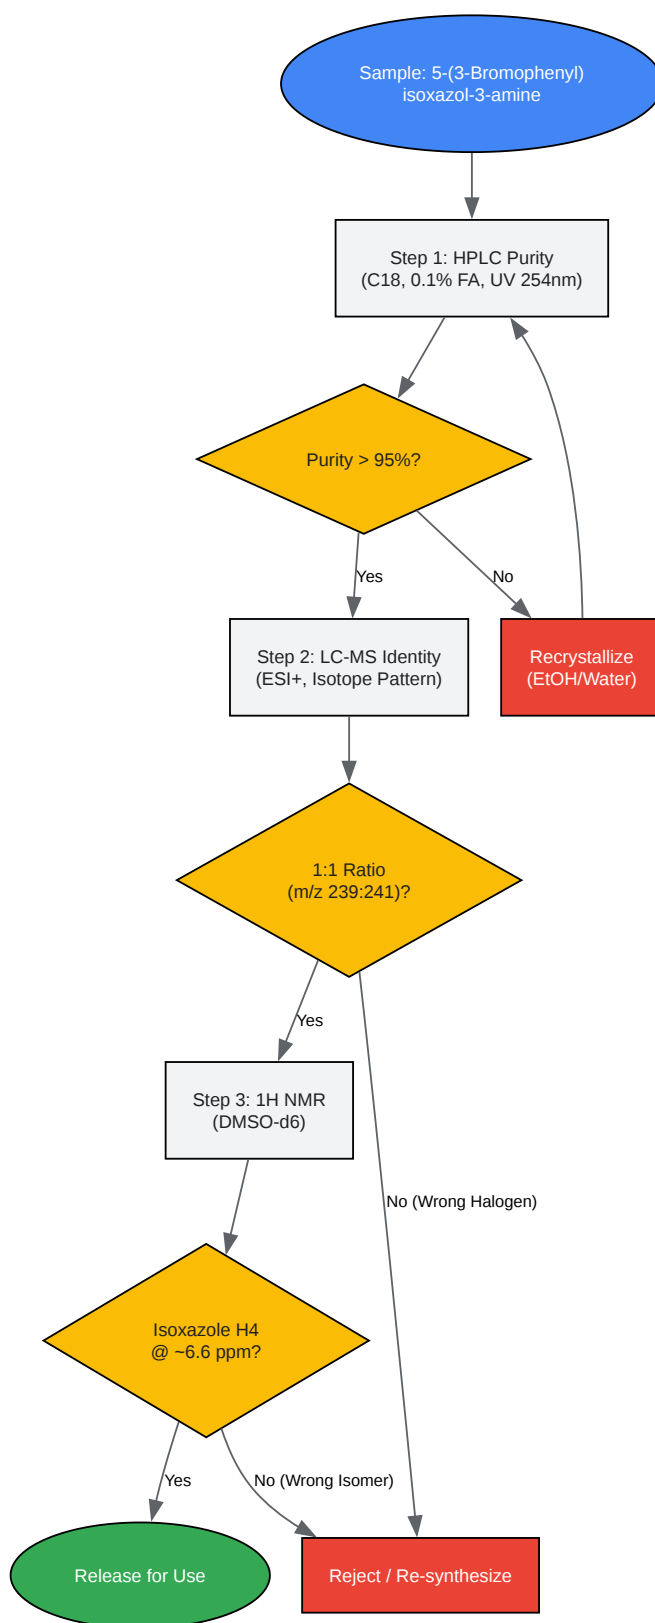 Sample: 5-(3-Bromophenyl)
isoxazol-3-amine
Step 1: HPLC Purity
(C18, 0.1% FA, UV 254nm)
Purity > 95%?
Yes
No
Step 2: LC-MS Identity
(ESI+, Isotope Pattern)
Recrystallize
(EtOH/Water)
1:1 Ratio
(m/z 239:241)?
Yes
Step 3: 1H NMR
(DMSO-d6)
No (Wrong Halogen)
Isoxazole H4
@ ~6.6 ppm?
Yes
No (Wrong Isomer)
Release for Use
Reject / Re-synthesize